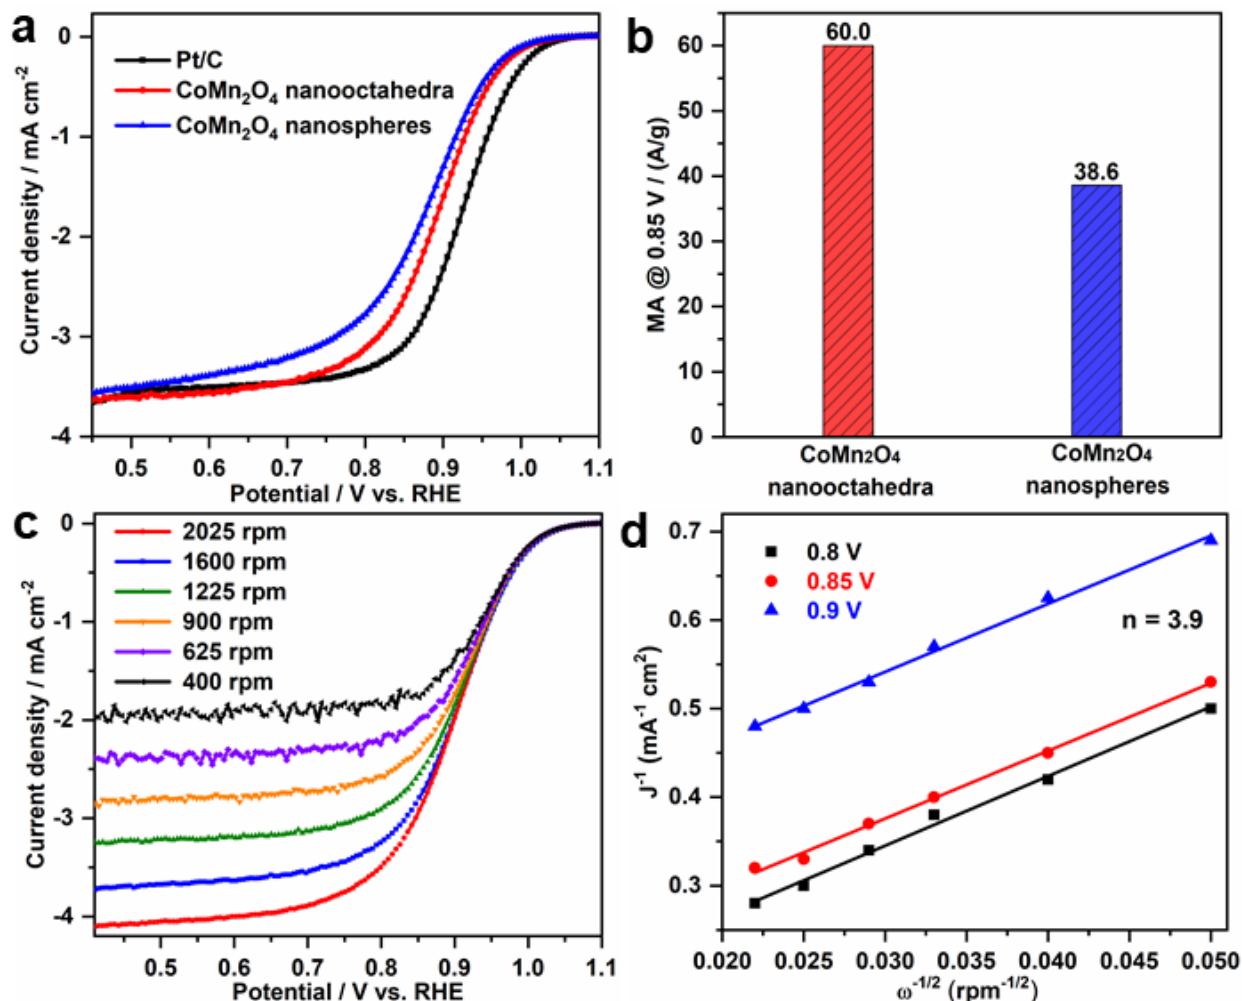 a
0
-1
-2
-3
-4
Current density / mA cm⁻²
Pt/C
CoMn₂O₄ nanooctahedra
CoMn₂O₄ nanospheres
0.5 0.6 0.7 0.8 0.9 1.0 1.1
Potential / V vs. RHE
b
60
50
40
30
20
10
0
MA @ 0.85 V / (A/g)
60.0
38.6
CoMn₂O₄
nanooctahedra
CoMn₂O₄
nanospheres
c
0
-1
-2
-3
-4
Current density / mA cm⁻²
2025 rpm
1600 rpm
1225 rpm
900 rpm
625 rpm
400 rpm
0.5 0.6 0.7 0.8 0.9 1.0 1.1
Potential / V vs. RHE
d
0.7
0.6
0.5
0.4
0.3
J⁻¹ (mA⁻¹ cm²)
0.8 V
0.85 V
0.9 V
n = 3.9
0.020 0.025 0.030 0.035 0.040 0.045 0.050
ω⁻¹/² (rpm⁻¹/²)